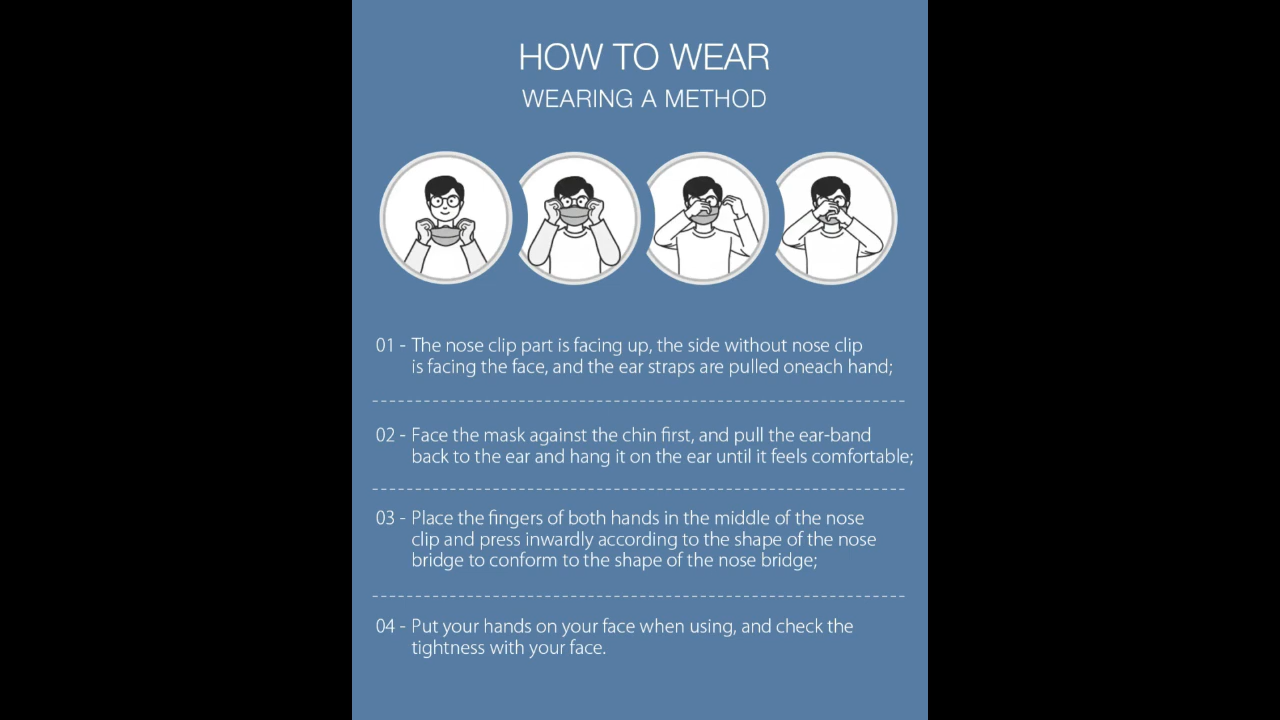 HOW TO WEAR
WEARING A METHOD
01 - The nose clip part is facing up, the side without nose clip
is facing the face, and the ear straps are pulled oneach hand;
02 - Face the mask against the chin first, and pull the ear-band
back to the ear and hang it on the ear until it feels comfortable;
03 - Place the fingers of both hands in the middle of the nose
clip and press inwardly according to the shape of the nose
bridge to conform to the shape of the nose bridge;
04 - Put your hands on your face when using, and check the
tightness with your face.